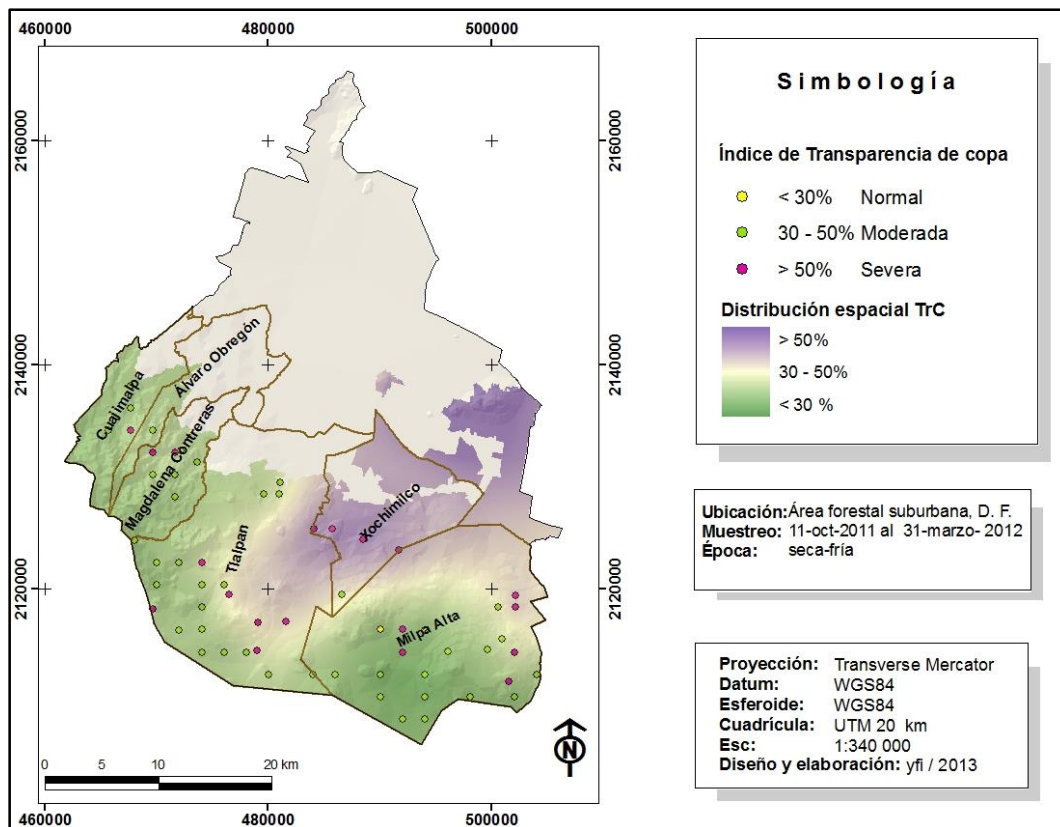 460000 480000 500000
2160000 2160000
2140000 2140000
2120000 2120000
Cuajimalpa
Álvaro Obregón
Magdalena Contreras
Tlalpan
Xochimilco
Milpa Alta
N
0 5 10 20 km
460000 480000 500000
Simbología
Índice de Transparencia de copa
< 30% Normal
30 - 50% Moderada
> 50% Severa
Distribución espacial TrC
> 50%
30 - 50%
< 30 %
Ubicación: Área forestal suburbana, D. F.
Muestreo: 11-oct-2011 al 31-marzo- 2012
Época: seca-fría
Proyección: Transverse Mercator
Datum: WGS84
Esferoide: WGS84
Cuadrícula: UTM 20 km
Esc: 1:340 000
Diseño y elaboración: yfi / 2013